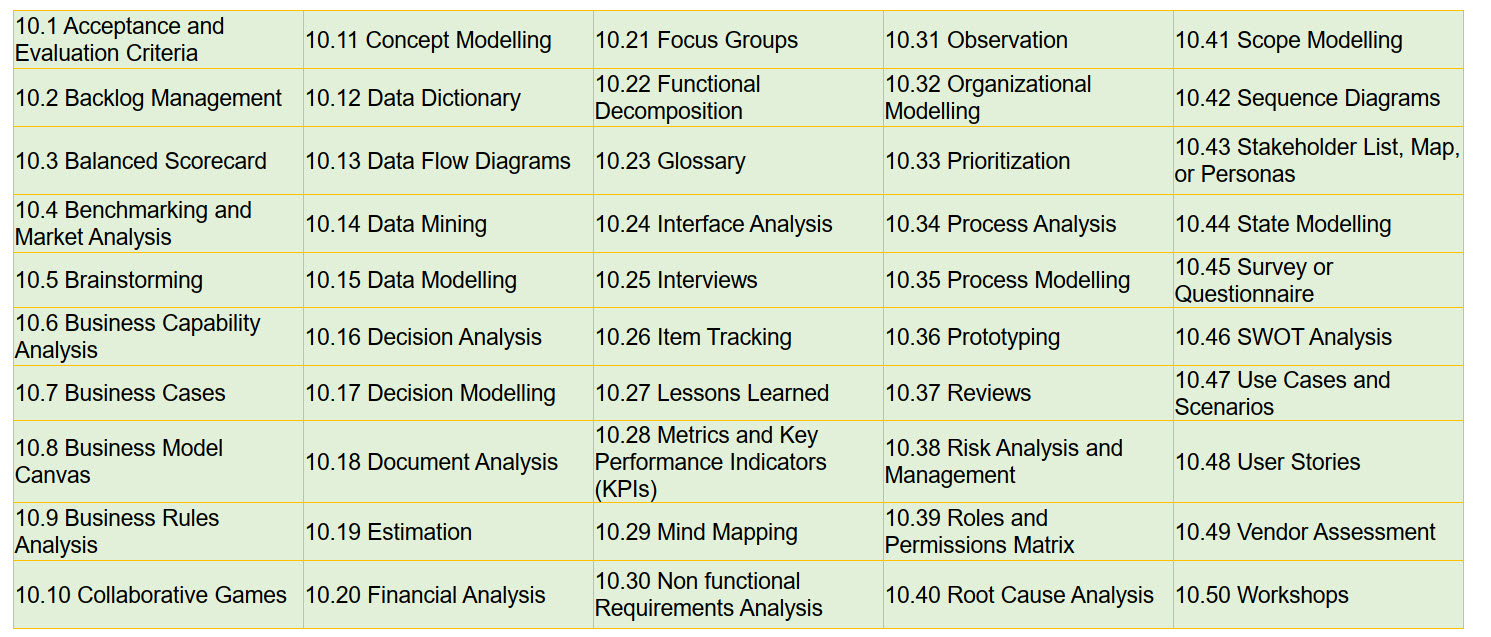 10.1 Acceptance and
Evaluation Criteria
10.11 Concept Modelling
10.21 Focus Groups
10.31 Observation
10.41 Scope Modelling
10.2 Backlog Management
10.12 Data Dictionary
10.22 Functional
Decomposition
10.32 Organizational
Modelling
10.42 Sequence Diagrams
10.3 Balanced Scorecard
10.13 Data Flow Diagrams
10.23 Glossary
10.33 Prioritization
10.43 Stakeholder List, Map,
or Personas
10.4 Benchmarking and
Market Analysis
10.14 Data Mining
10.24 Interface Analysis
10.34 Process Analysis
10.44 State Modelling
10.5 Brainstorming
10.15 Data Modelling
10.25 Interviews
10.35 Process Modelling
10.45 Survey or
Questionnaire
10.6 Business Capability
Analysis
10.16 Decision Analysis
10.26 Item Tracking
10.36 Prototyping
10.46 SWOT Analysis
10.7 Business Cases
10.17 Decision Modelling
10.27 Lessons Learned
10.37 Reviews
10.47 Use Cases and
Scenarios
10.8 Business Model
Canvas
10.18 Document Analysis
10.28 Metrics and Key
Performance Indicators
(KPIs)
10.38 Risk Analysis and
Management
10.48 User Stories
10.9 Business Rules
Analysis
10.19 Estimation
10.29 Mind Mapping
10.39 Roles and
Permissions Matrix
10.49 Vendor Assessment
10.10 Collaborative Games
10.20 Financial Analysis
10.30 Non functional
Requirements Analysis
10.40 Root Cause Analysis
10.50 Workshops